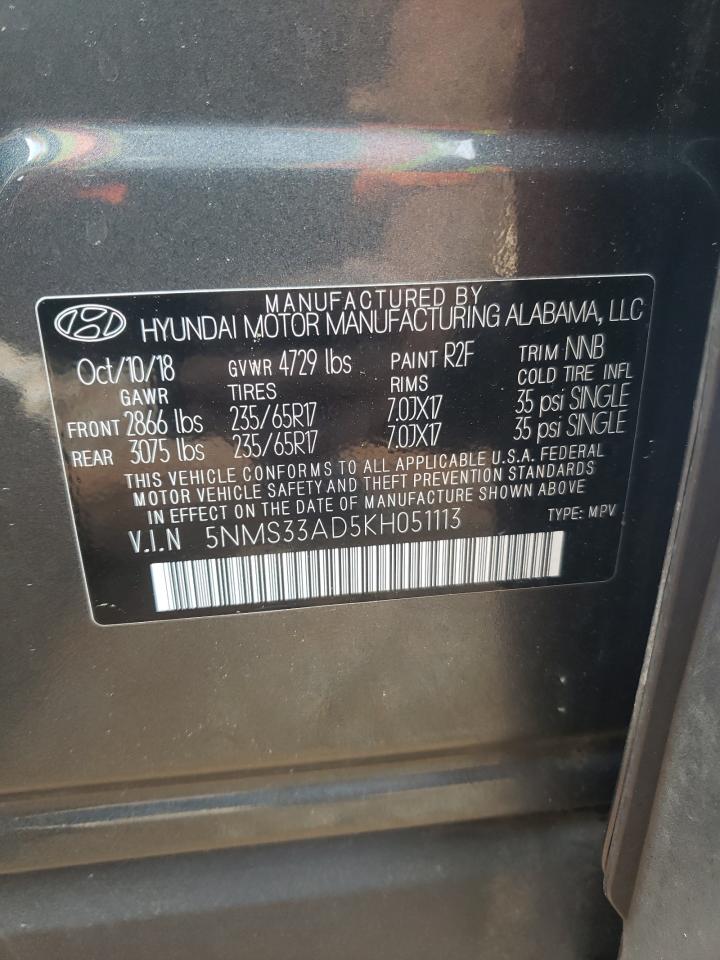 MANUFACTURED BY
HYUNDAI MOTOR MANUFACTURING ALABAMA, LLC
Oct/10/18 GVWR 4729 lbs PAINT R2F TRIM NNB
GAWR TIRES RIMS COLD TIRE INFL
FRONT 2866 lbs 235/65R17 7.0JX17 35 psi SINGLE
REAR 3075 lbs 235/65R17 7.0JX17 35 psi SINGLE
THIS VEHICLE CONFORMS TO ALL APPLICABLE U.S.A. FEDERAL
MOTOR VEHICLE SAFETY AND THEFT PREVENTION STANDARDS
IN EFFECT ON THE DATE OF MANUFACTURE SHOWN ABOVE
V.I.N 5NMS33AD5KH051113 TYPE: MPV